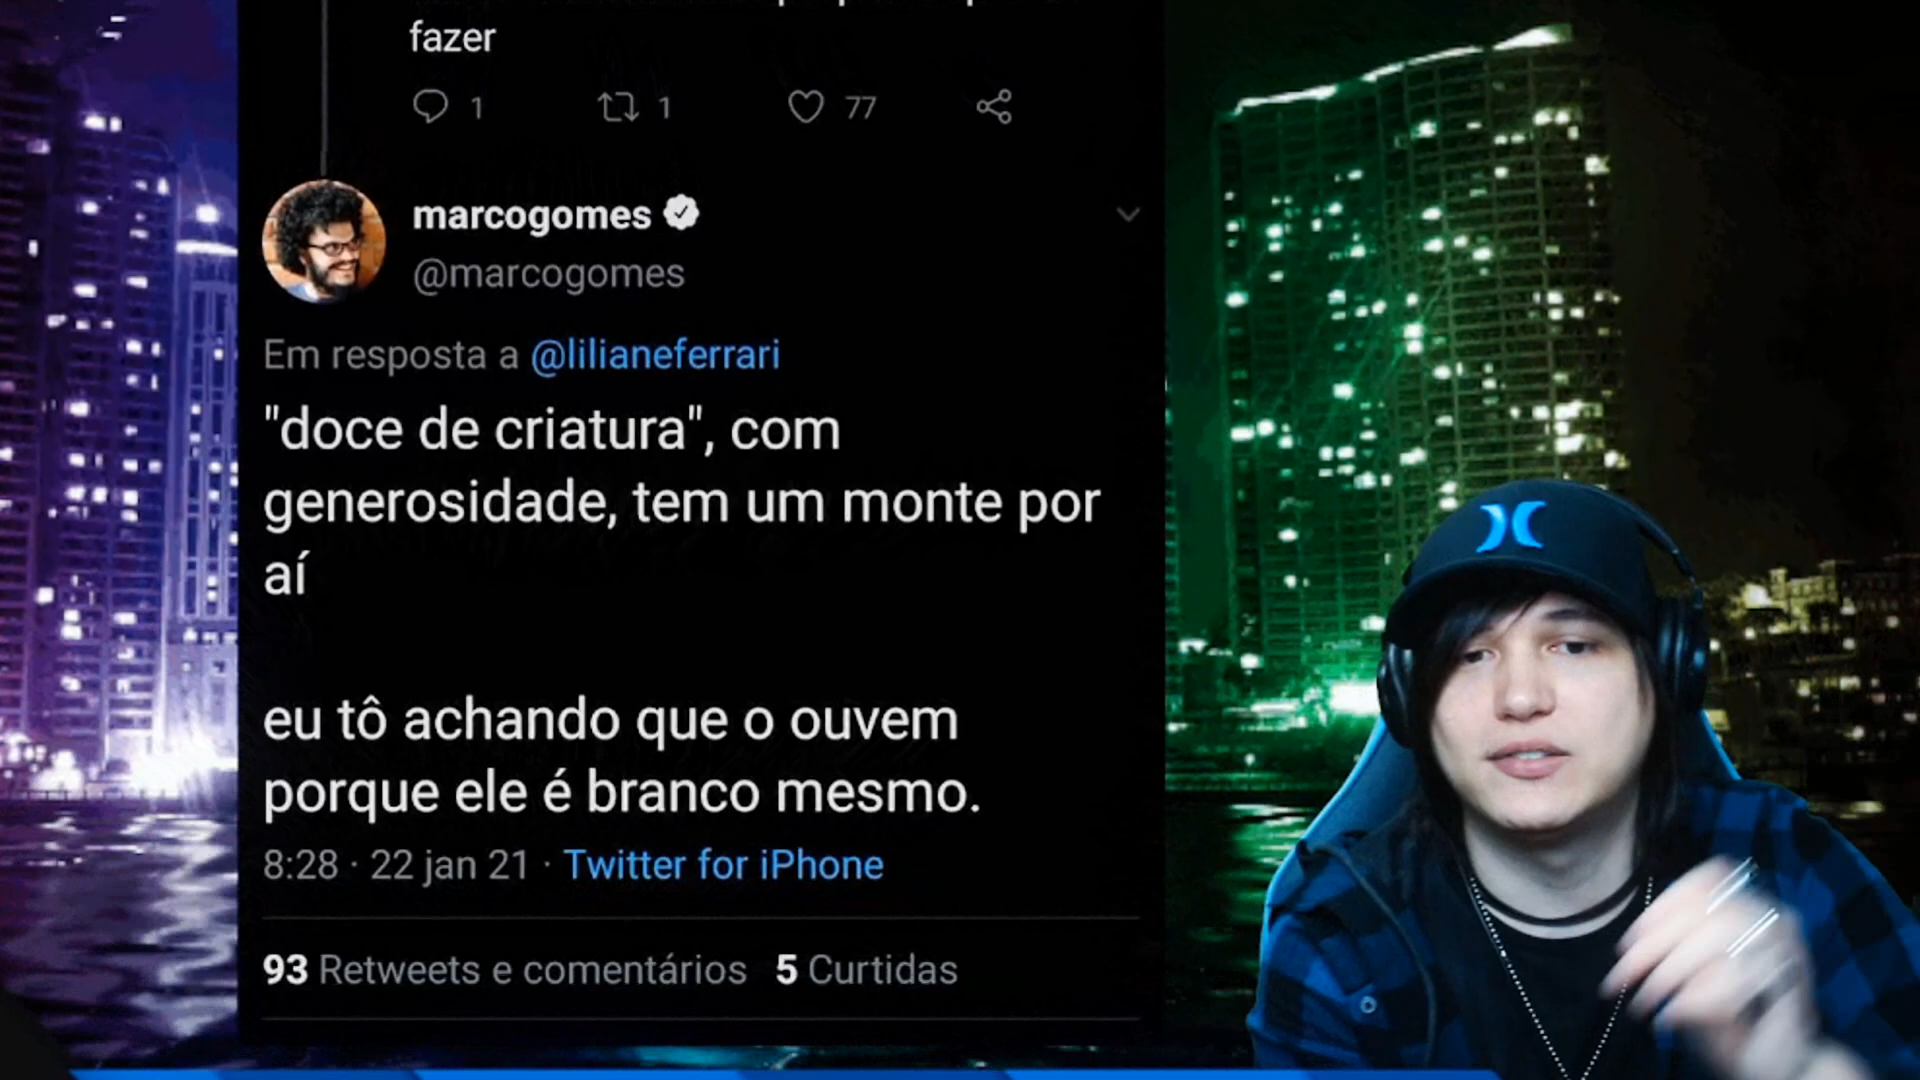 fazer
1 1 77
marcogomes
@marcogomes
Em resposta a @lilianeferrari
"doce de criatura", com
generosidade, tem um monte por
aí
eu tô achando que o ouvem
porque ele é branco mesmo.
8:28 · 22 jan 21 · Twitter for iPhone
93 Retweets e comentários 5 Curtidas